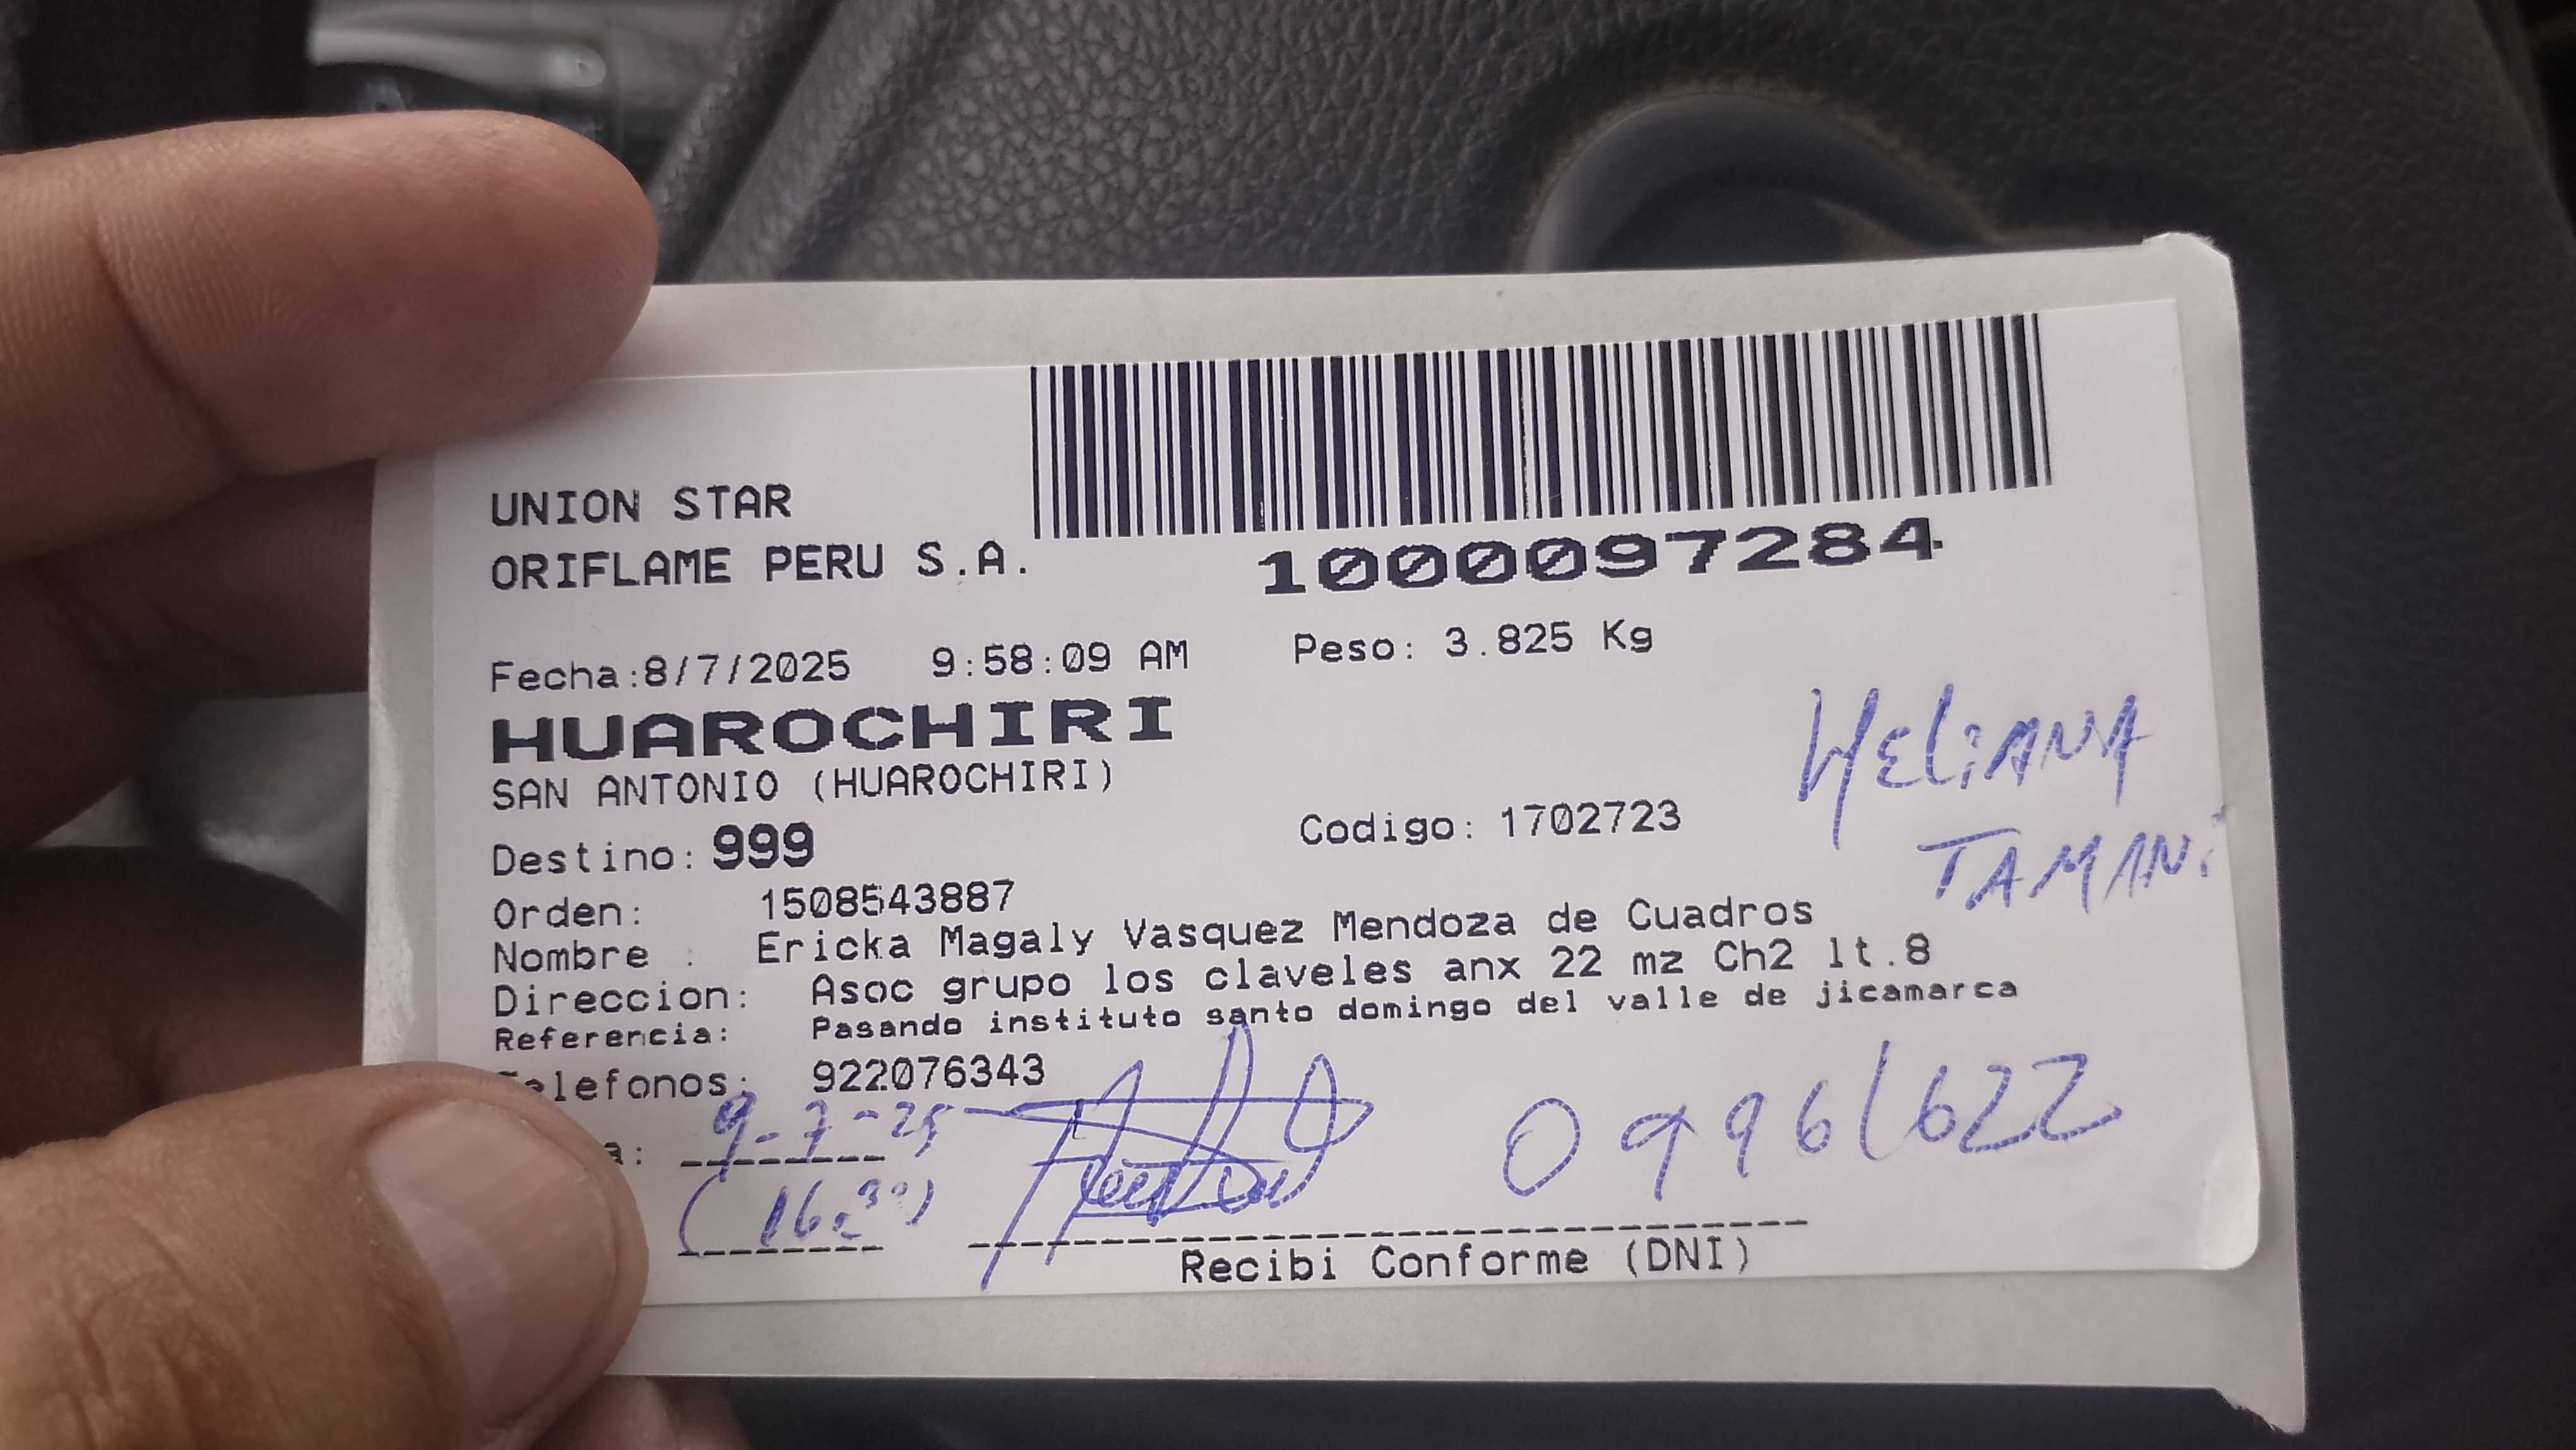 UNION STAR
ORIFLAME PERU S.A.
1000097284
Fecha:8/7/2025 9:58:09 AM Peso: 3.825 Kg
HUAROCHIRI
SAN ANTONIO (HUAROCHIRI)
HELiANA
TAMANi
Destino: 999 Codigo: 1702723
Orden: 1508543887
Nombre : Ericka Magaly Vasquez Mendoza de Cuadros
Direccion: Asoc grupo los claveles anx 22 mz Ch2 lt.8
Referencia: Pasando instituto santo domingo del valle de jicamarca
elefonos: 922076343
a: 9-7-25
09961622
Recibi Conforme (DNI)